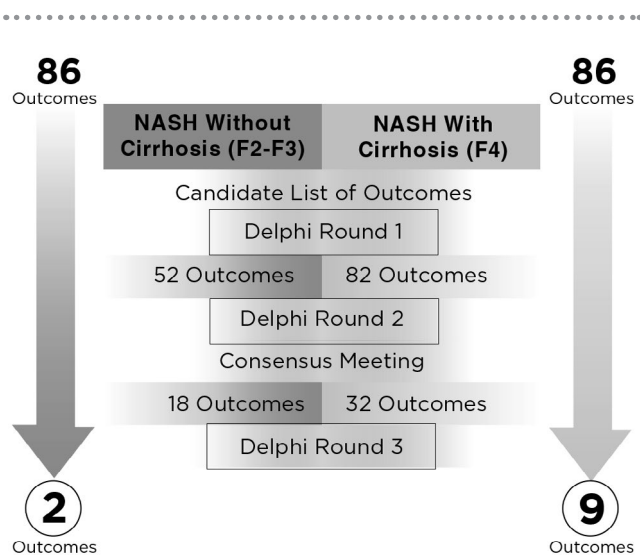 86
Outcomes
86
Outcomes
NASH Without
Cirrhosis (F2-F3)
NASH With
Cirrhosis (F4)
Candidate List of Outcomes
Delphi Round 1
52 Outcomes
82 Outcomes
Delphi Round 2
Consensus Meeting
18 Outcomes
32 Outcomes
Delphi Round 3
2
Outcomes
9
Outcomes